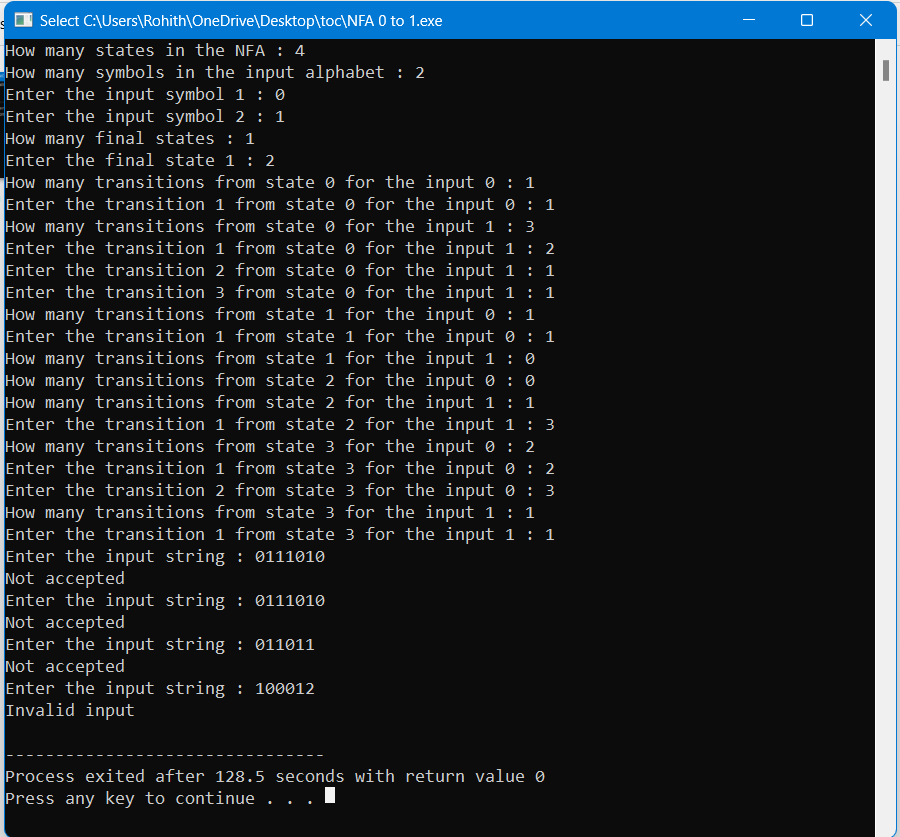 Select C:\Users\Rohith\OneDrive\Desktop\toc\NFA 0 to 1.exe
How many states in the NFA : 4
How many symbols in the input alphabet : 2
Enter the input symbol 1 : 0
Enter the input symbol 2 : 1
How many final states : 1
Enter the final state 1 : 2
How many transitions from state 0 for the input 0 : 1
Enter the transition 1 from state 0 for the input 0 : 1
How many transitions from state 0 for the input 1 : 3
Enter the transition 1 from state 0 for the input 1 : 2
Enter the transition 2 from state 0 for the input 1 : 1
Enter the transition 3 from state 0 for the input 1 : 1
How many transitions from state 1 for the input 0 : 1
Enter the transition 1 from state 1 for the input 0 : 1
How many transitions from state 1 for the input 1 : 0
How many transitions from state 2 for the input 0 : 0
How many transitions from state 2 for the input 1 : 1
Enter the transition 1 from state 2 for the input 1 : 3
How many transitions from state 3 for the input 0 : 2
Enter the transition 1 from state 3 for the input 0 : 2
Enter the transition 2 from state 3 for the input 0 : 3
How many transitions from state 3 for the input 1 : 1
Enter the transition 1 from state 3 for the input 1 : 1
Enter the input string : 0111010
Not accepted
Enter the input string : 0111010
Not accepted
Enter the input string : 011011
Not accepted
Enter the input string : 100012
Invalid input
--------------------------------
Process exited after 128.5 seconds with return value 0
Press any key to continue . . .